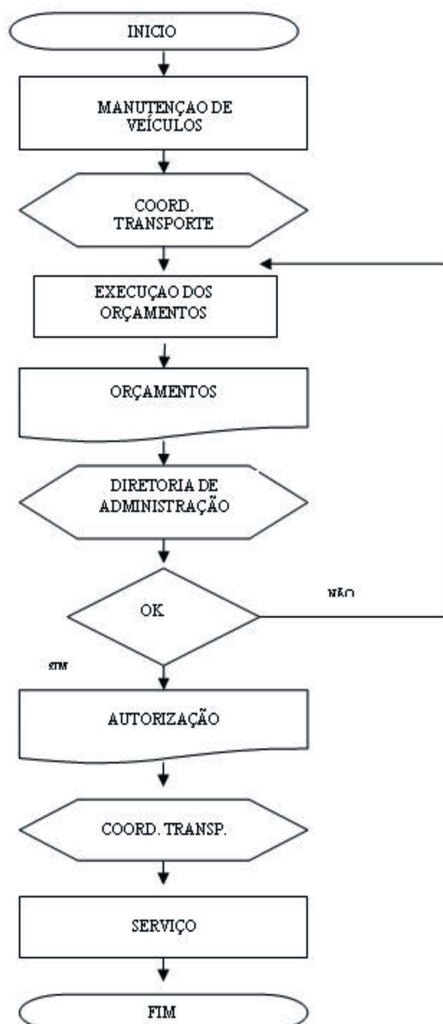 INICIO
MANUTENÇAO DE
VEÍCULOS
COORD.
TRANSPORTE
EXECUÇAO DOS
ORÇAMENTOS
ORÇAMENTOS
DIRETORIA DE
ADMINISTRAÇÃO
OK
NÃO
SIM
AUTORIZAÇÃO
COORD. TRANSP.
SERVIÇO
FIM